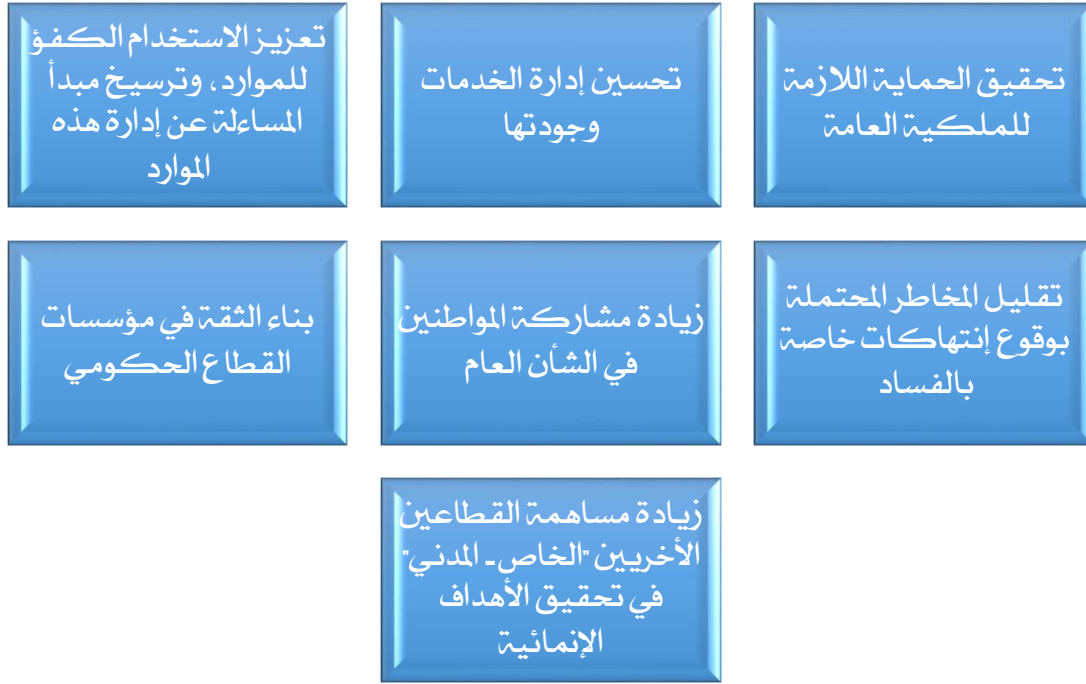 تحقيق الحماية اللازمة
للملكية العامة
تحسين إدارة الخدمات
وجودتها
تعزيز الاستخدام الكفؤ
للموارد، وترسيخ مبدأ
المساءلة عن إدارة هذه
الموارد
تقليل المخاطر المحتملة
بوقوع إنتهاكات خاصة
بالفساد
زيادة مشاركة المواطنين
في الشأن العام
بناء الثقة في مؤسسات
القطاع الحكومي
زيادة مساهمة القطاعين
الأخريين "الخاص - المدني"
في تحقيق الأهداف
الإنمائية